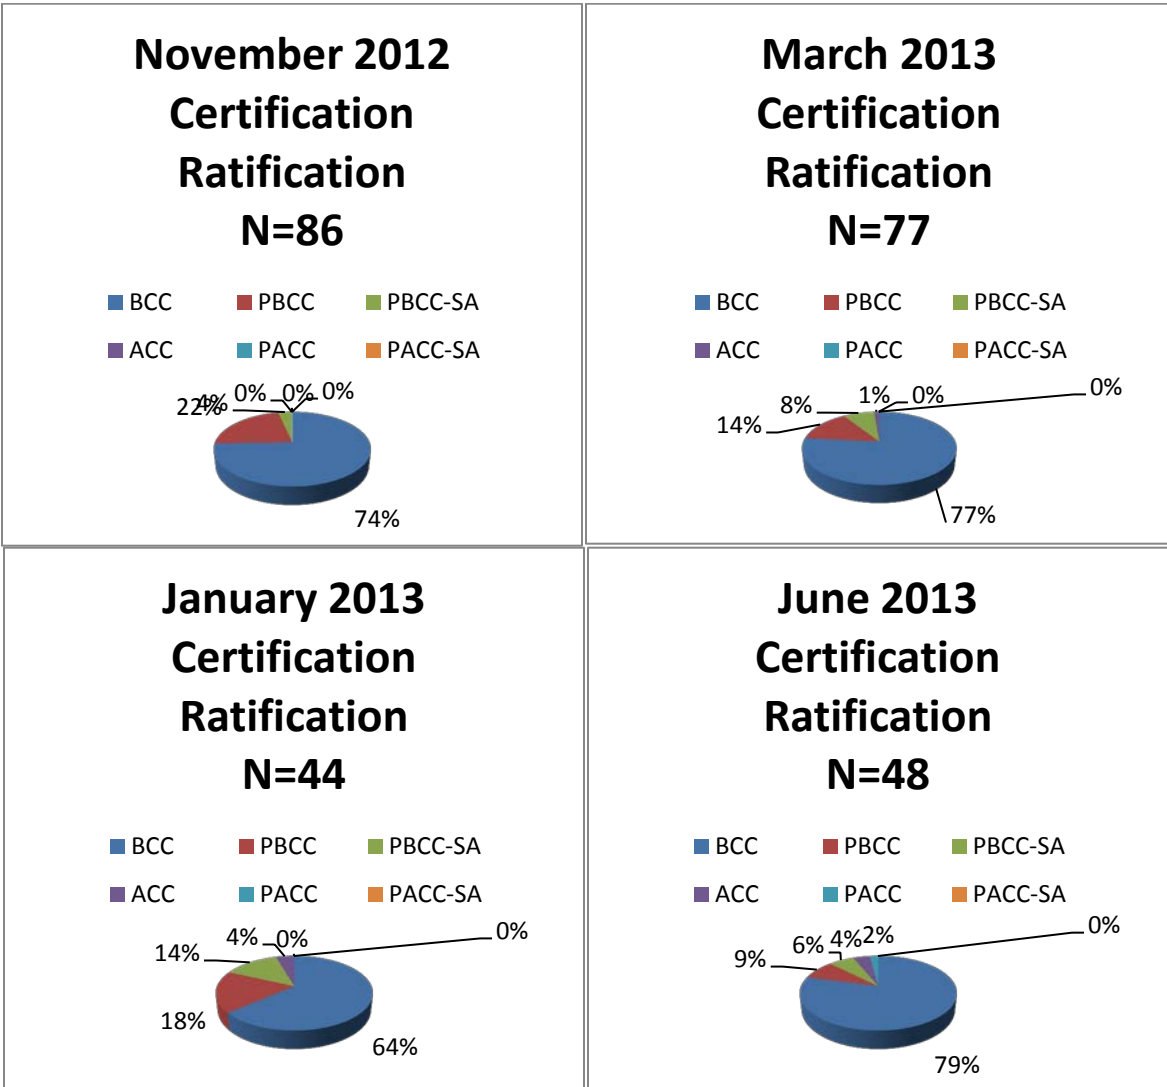 November 2012
Certification
Ratification
N=86
BCC PBCC PBCC-SA
ACC PACC PACC-SA
22% 4% 0% 0% 0%
74%
March 2013
Certification
Ratification
N=77
BCC PBCC PBCC-SA
ACC PACC PACC-SA
14% 8% 1% 0% 0%
77%
January 2013
Certification
Ratification
N=44
BCC PBCC PBCC-SA
ACC PACC PACC-SA
14% 4% 0% 0%
18%
64%
June 2013
Certification
Ratification
N=48
BCC PBCC PBCC-SA
ACC PACC PACC-SA
9% 6% 4% 2% 0%
79%